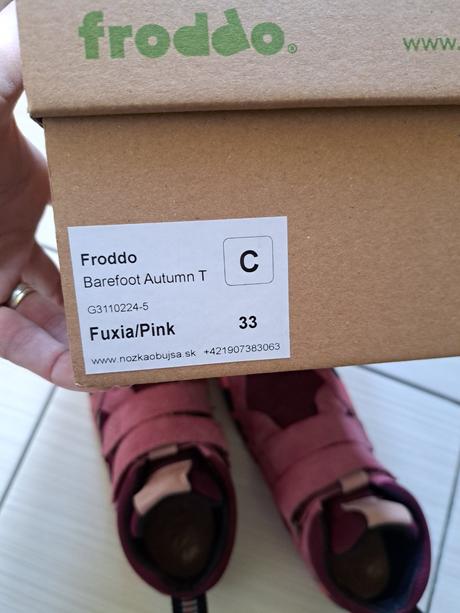 froddo®
www.
Froddo
C
Barefoot Autumn T
G3110224-5
Fuxia/Pink 33
www.nozkaobujsa.sk +421907383063